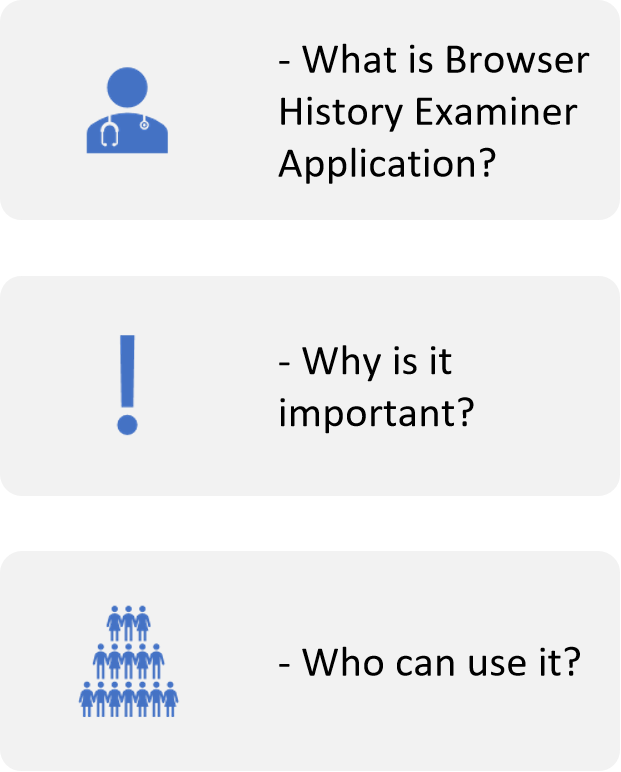 - What is Browser
History Examiner
Application?
- Why is it
important?
- Who can use it?